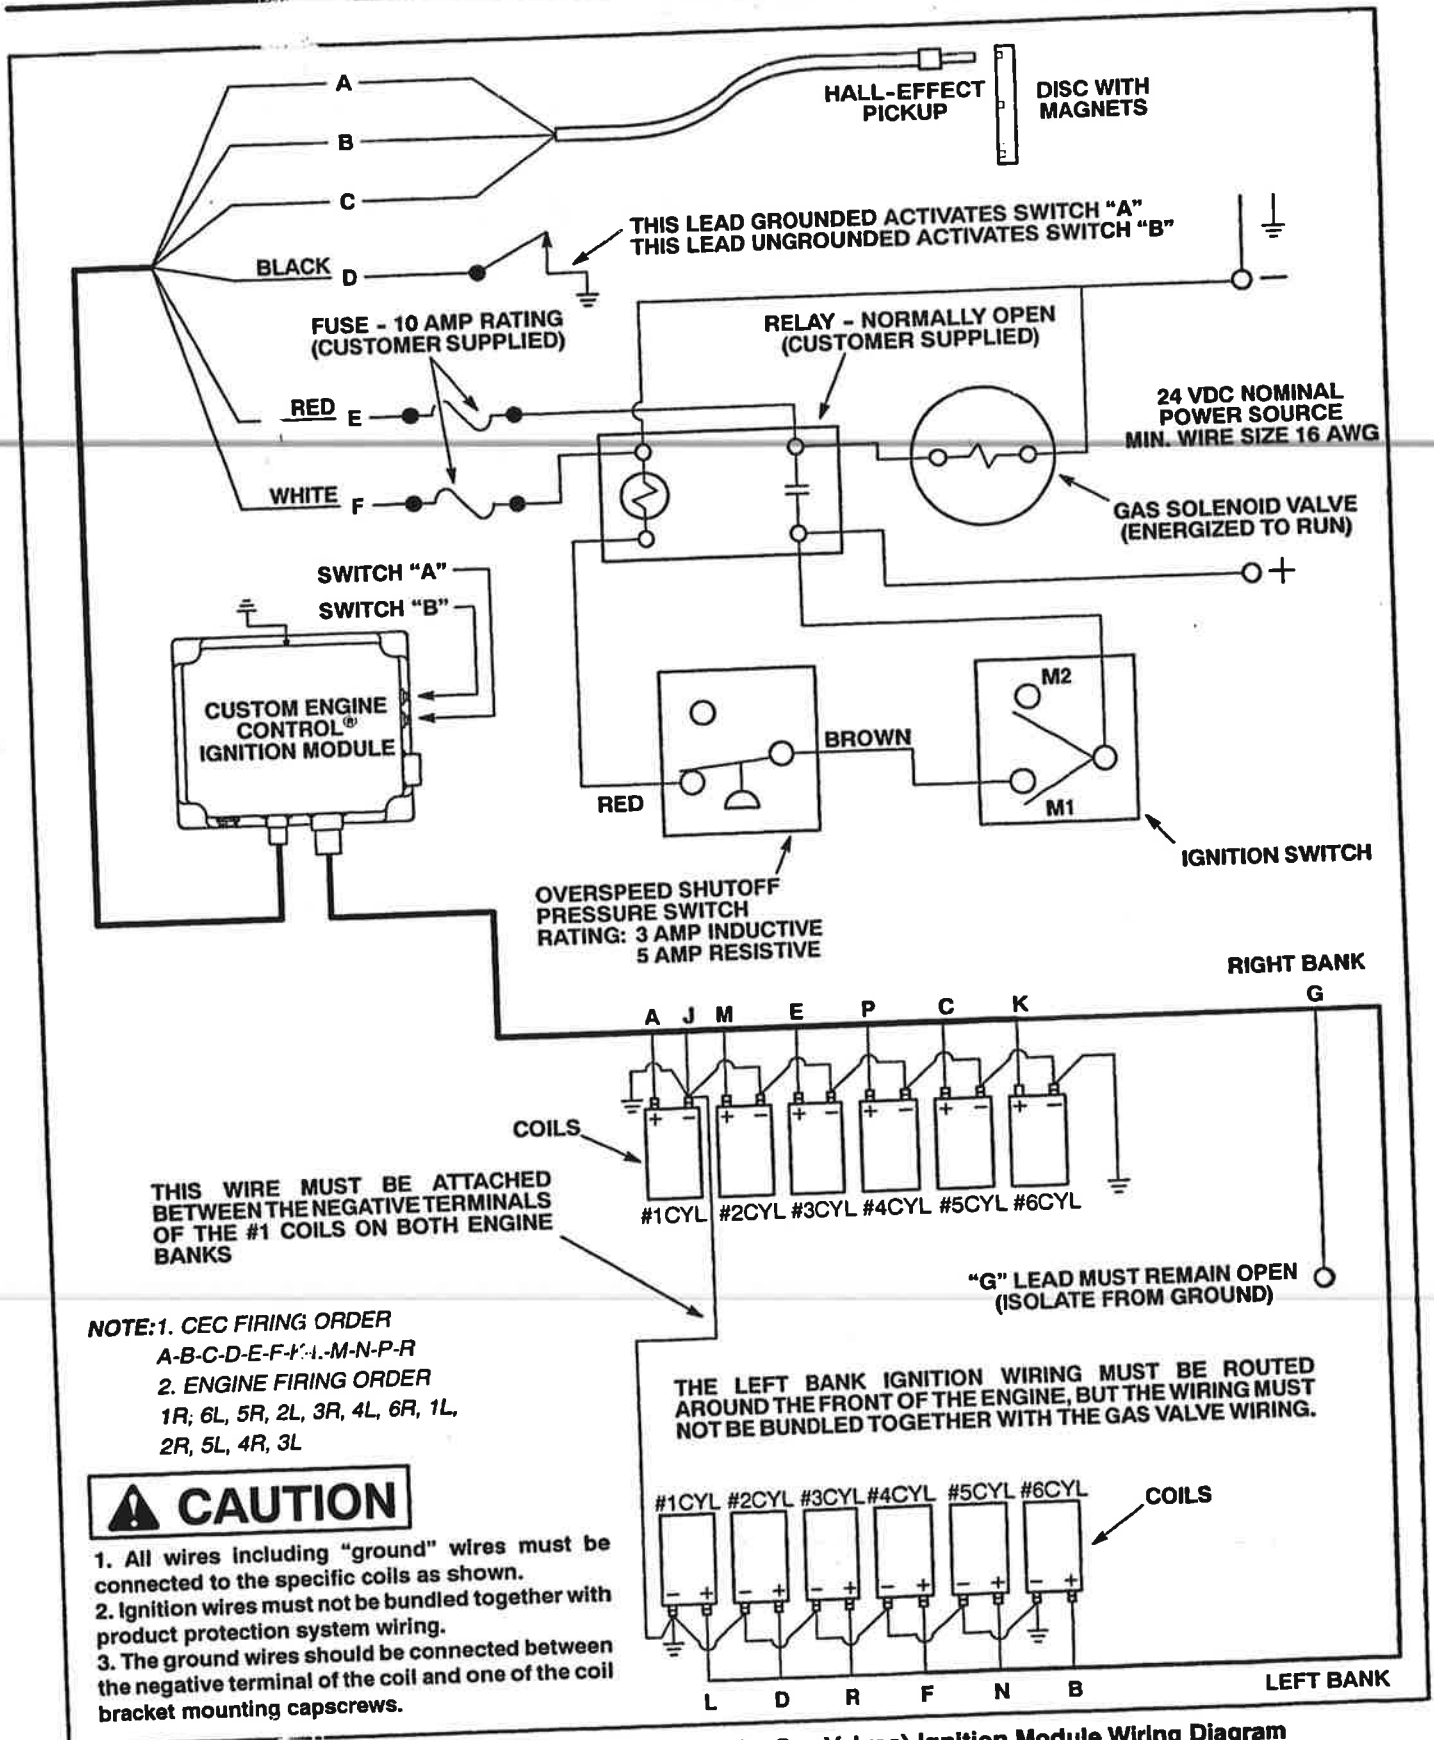 A
B
C
HALL-EFFECT
PICKUP
DISC WITH
MAGNETS
THIS LEAD GROUNDED ACTIVATES SWITCH "A"
THIS LEAD UNGROUNDED ACTIVATES SWITCH "B"
BLACK D
−
FUSE - 10 AMP RATING
(CUSTOMER SUPPLIED)
RELAY - NORMALLY OPEN
(CUSTOMER SUPPLIED)
24 VDC NOMINAL
POWER SOURCE
MIN. WIRE SIZE 16 AWG
RED E
WHITE F
GAS SOLENOID VALVE
(ENERGIZED TO RUN)
+
SWITCH "A"
SWITCH "B"
CUSTOM ENGINE
CONTROL®
IGNITION MODULE
M2
BROWN
RED
M1
IGNITION SWITCH
OVERSPEED SHUTOFF
PRESSURE SWITCH
RATING: 3 AMP INDUCTIVE
5 AMP RESISTIVE
RIGHT BANK
A J M E P C K G
+ − + − + − + − + − + −
COILS
#1CYL #2CYL #3CYL #4CYL #5CYL #6CYL
THIS WIRE MUST BE ATTACHED
BETWEEN THE NEGATIVE TERMINALS
OF THE #1 COILS ON BOTH ENGINE
BANKS
"G" LEAD MUST REMAIN OPEN
(ISOLATE FROM GROUND)
NOTE: 1. CEC FIRING ORDER
A-B-C-D-E-F-K-L-M-N-P-R
2. ENGINE FIRING ORDER
1R; 6L, 5R, 2L, 3R, 4L, 6R, 1L,
2R, 5L, 4R, 3L
THE LEFT BANK IGNITION WIRING MUST BE ROUTED
AROUND THE FRONT OF THE ENGINE, BUT THE WIRING MUST
NOT BE BUNDLED TOGETHER WITH THE GAS VALVE WIRING.
CAUTION
1. All wires including "ground" wires must be
connected to the specific coils as shown.
2. Ignition wires must not be bundled together with
product protection system wiring.
3. The ground wires should be connected between
the negative terminal of the coil and one of the coil
bracket mounting capscrews.
#1CYL #2CYL #3CYL #4CYL #5CYL #6CYL
COILS
− + − + − + − + − + − +
L D R F N B
LEFT BANK
Ignition Module Wiring Diagram